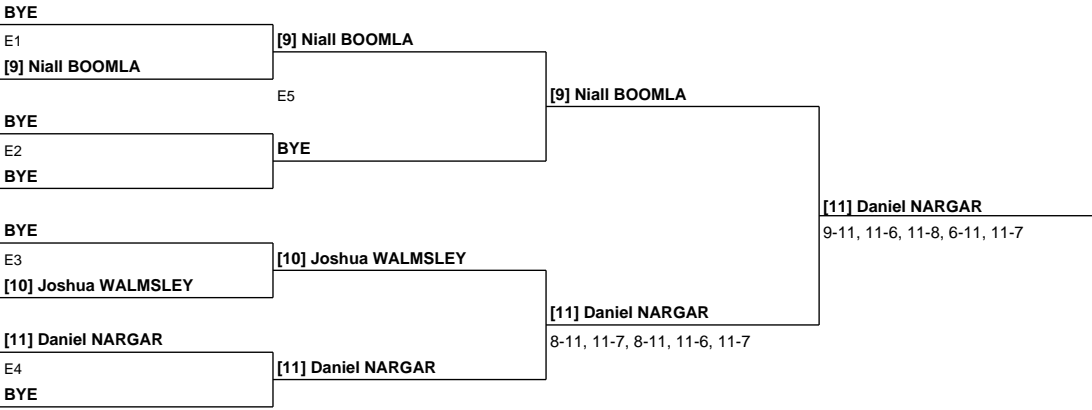 BYE
E1
[9] Niall BOOMLA
[9] Niall BOOMLA
E5
[9] Niall BOOMLA
BYE
E2
BYE
BYE
[11] Daniel NARGAR
9-11, 11-6, 11-8, 6-11, 11-7
BYE
E3
[10] Joshua WALMSLEY
[10] Joshua WALMSLEY
[11] Daniel NARGAR
8-11, 11-7, 8-11, 11-6, 11-7
[11] Daniel NARGAR
E4
BYE
[11] Daniel NARGAR